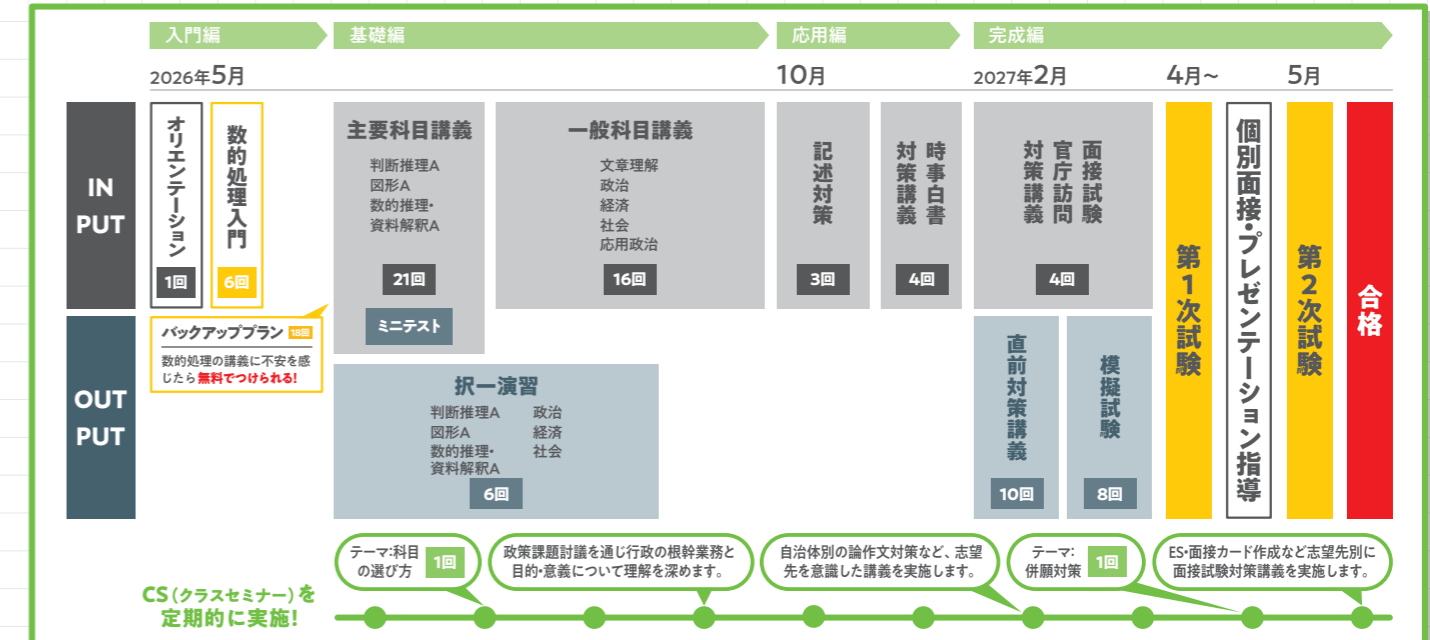 入門編
基礎編
応用編
完成編
2026年5月
10月
2027年2月
4月～
5月
IN
PUT
オリエンテーション
1回
数的処理入門
6回
主要科目講義
判断推理A
図形A
数的推理・
資料解釈A
21回
ミニテスト
一般科目講義
文章理解
政治
経済
社会
応用政治
16回
記述対策
3回
時事白書
対策講義
4回
面接試験
官庁訪問
対策講義
4回
第1次試験
個別面接・プレゼンテーション指導
第2次試験
合格
バックアッププラン 18回
数的処理の講義に不安を感
じたら無料でつけられる!
OUT
PUT
択一演習
判断推理A
図形A
数的推理・
資料解釈A
政治
経済
社会
6回
直前対策講義
10回
模擬試験
8回
テーマ:科目
の選び方
1回
政策課題討議を通じ行政の根幹業務と
目的・意義について理解を深めます。
自治体別の論作文対策など、志望
先を意識した講義を実施します。
テーマ:
併願対策
1回
ES・面接カード作成など志望先別に
面接試験対策講義を実施します。
CS（クラスセミナー）を
定期的に実施!